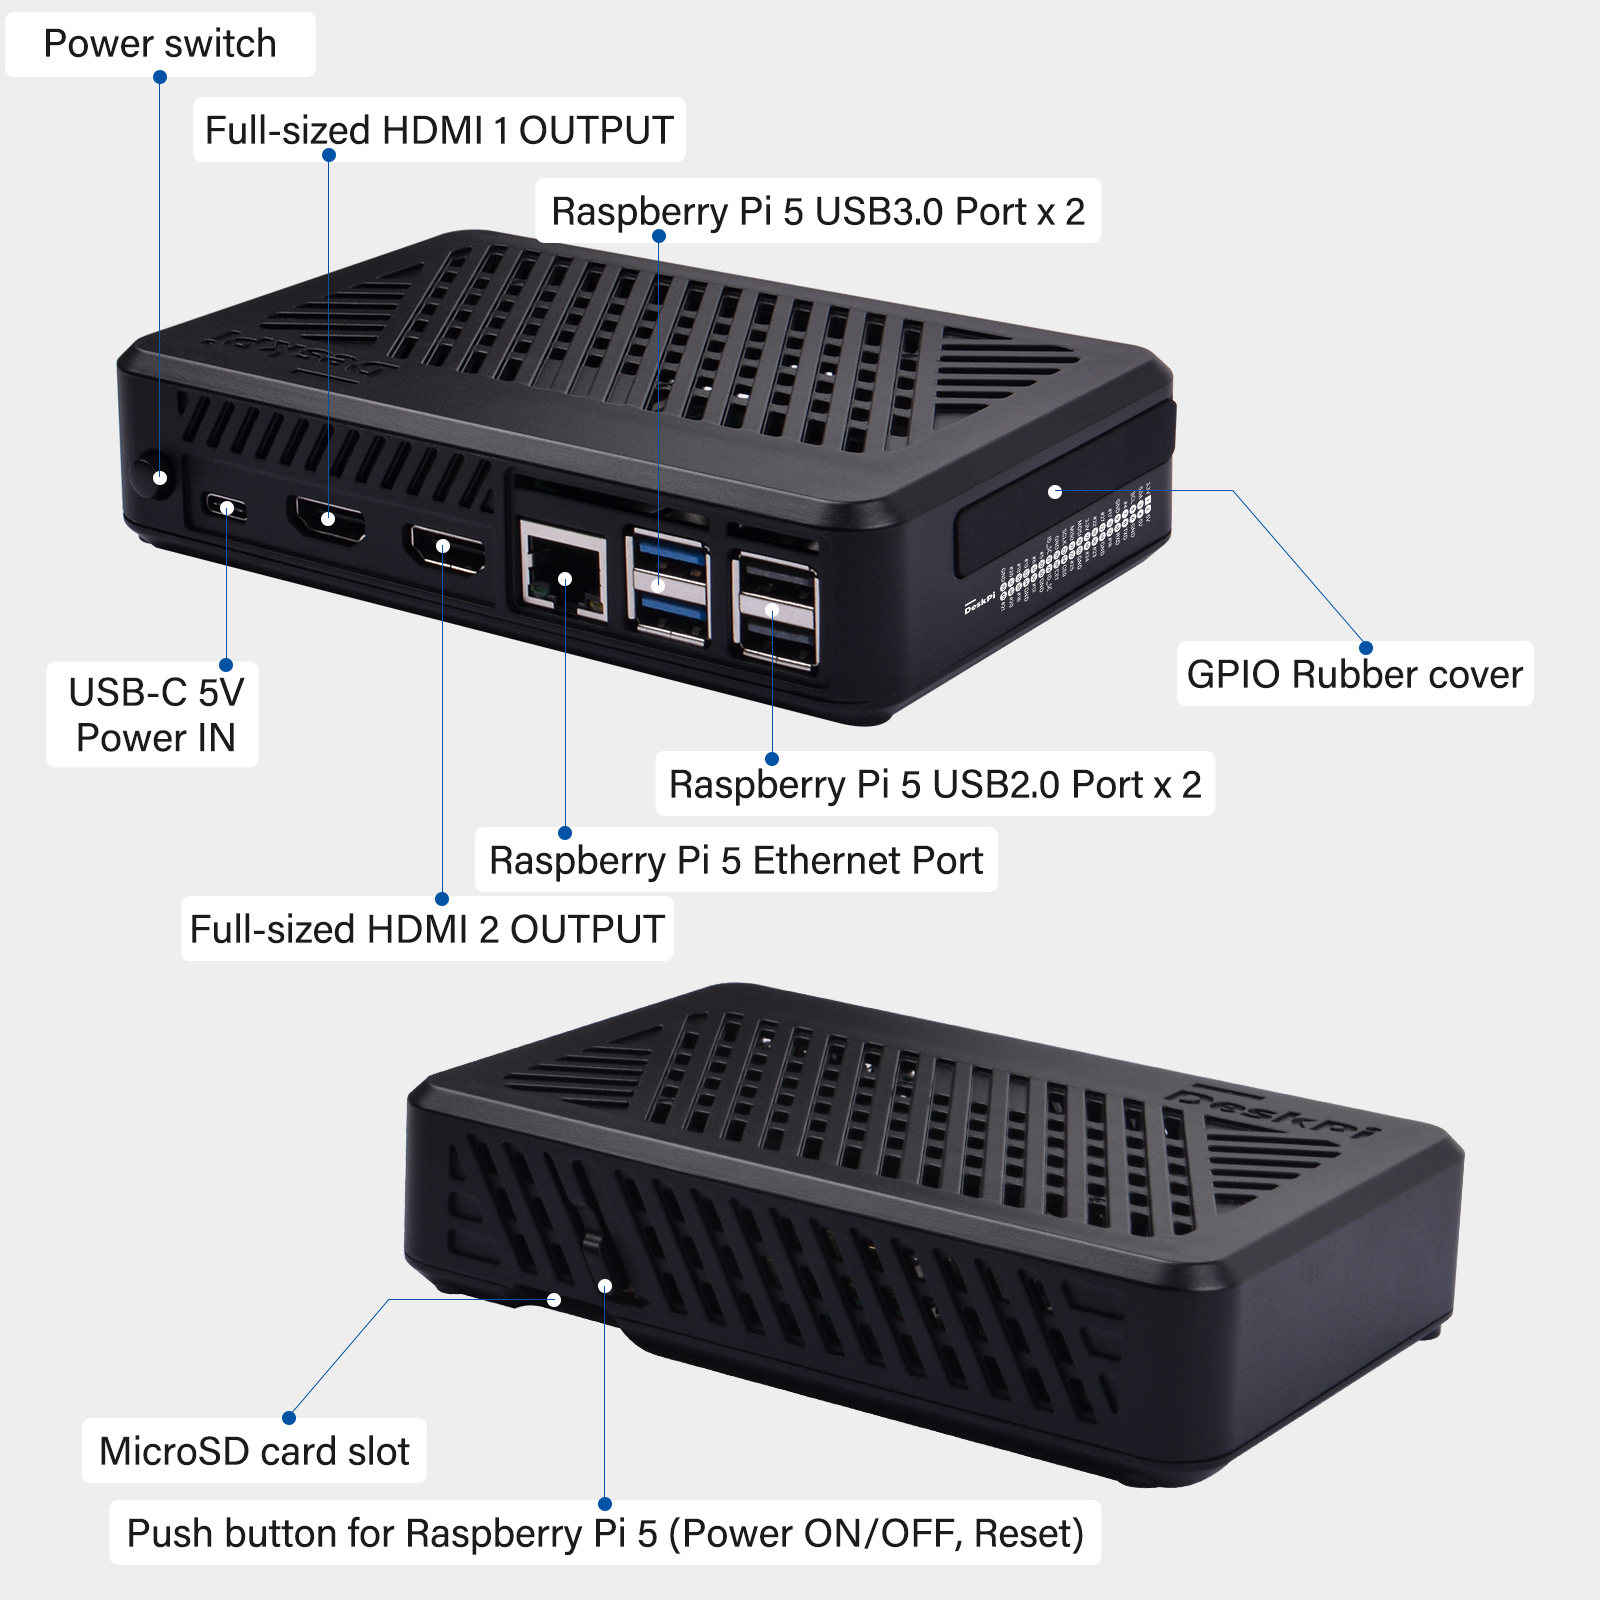 Power switch
Full-sized HDMI 1 OUTPUT
Raspberry Pi 5 USB3.0 Port x 2
DeskPi
DeskPi
GPIO Rubber cover
USB-C 5V
Power IN
Raspberry Pi 5 USB2.0 Port x 2
Raspberry Pi 5 Ethernet Port
Full-sized HDMI 2 OUTPUT
DeskPi
MicroSD card slot
Push button for Raspberry Pi 5 (Power ON/OFF, Reset)